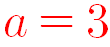 a = 3